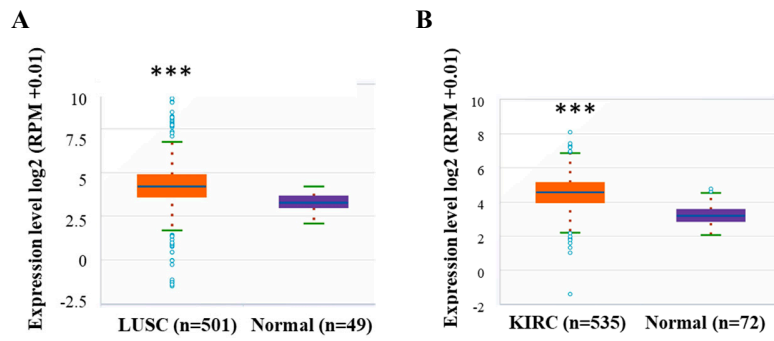 A
Expression level log2 (RPM +0.01)
***
10
7.5
5
2.5
0
-2.5
LUSC (n=501) Normal (n=49)
B
Expression level log2 (RPM +0.01)
***
10
8
6
4
2
0
-2
KIRC (n=535) Normal (n=72)